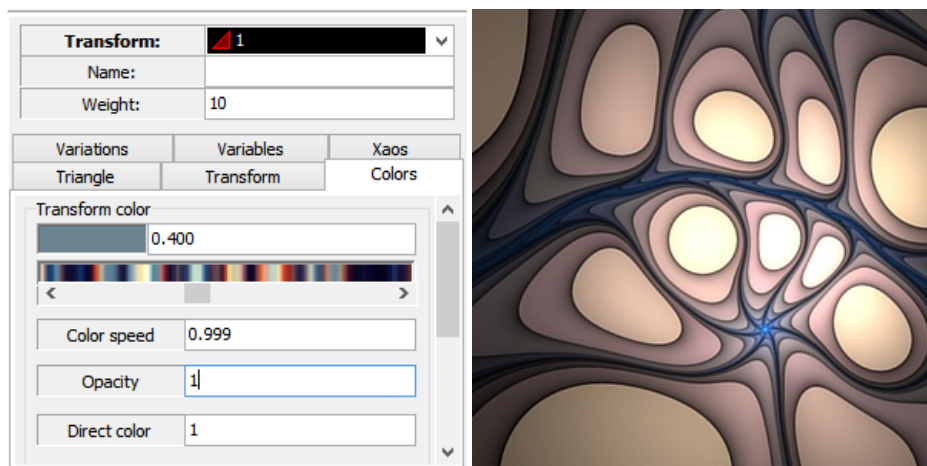 Transform: 1
Name:
Weight: 10
Variations Variables Xaos
Triangle Transform Colors
Transform color
0.400
Color speed 0.999
Opacity 1
Direct color 1